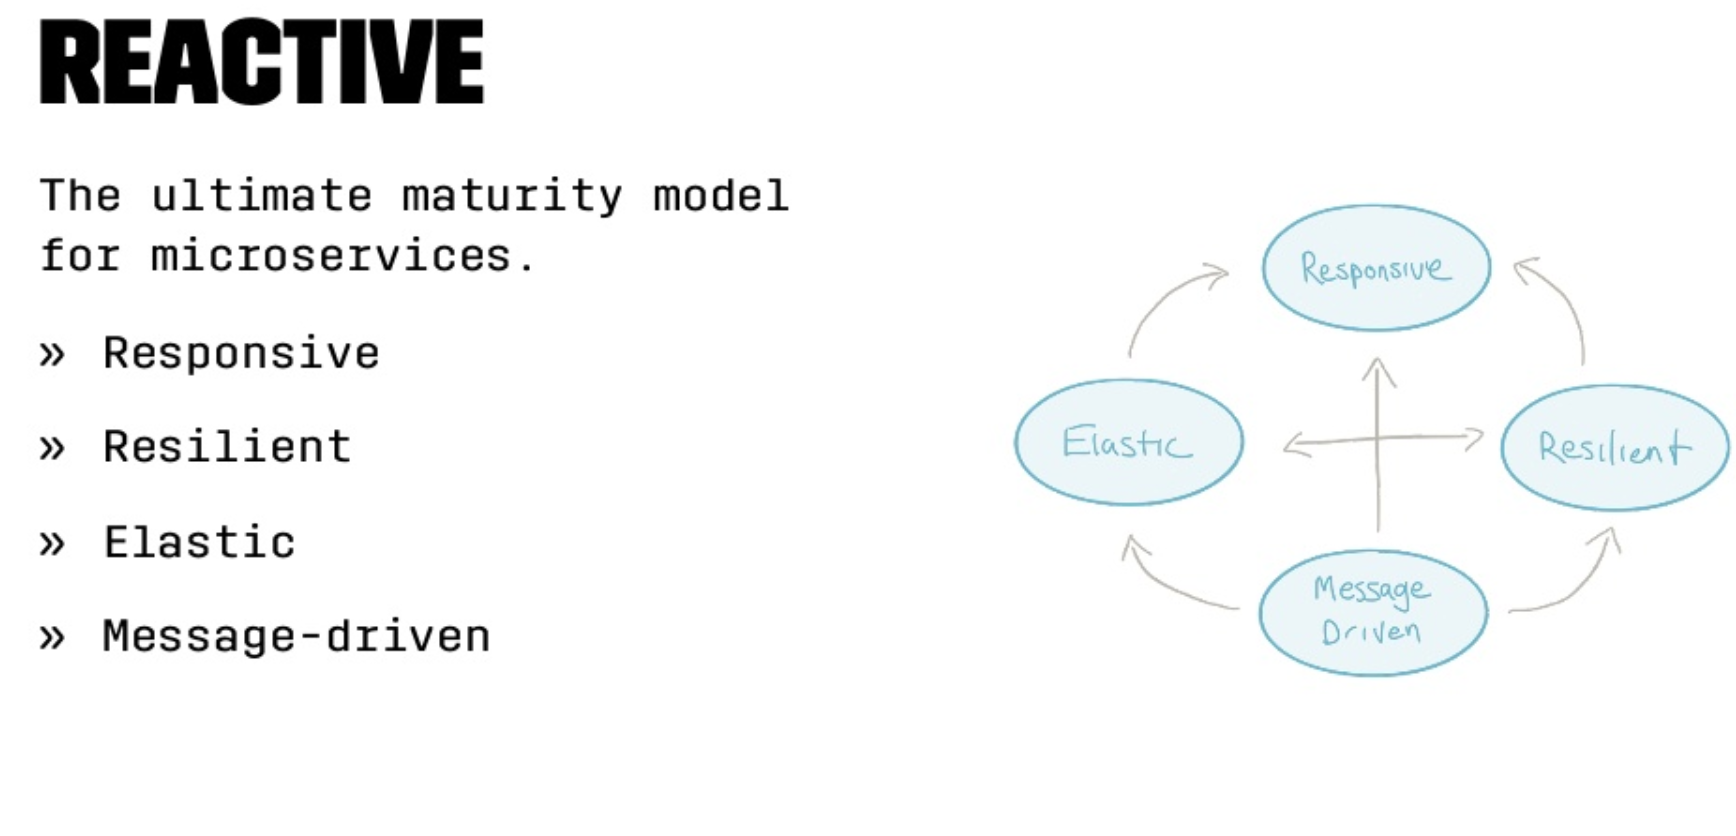 REACTIVE
The ultimate maturity model
for microservices.
» Responsive
» Resilient
» Elastic
» Message-driven
Responsive
Elastic
Resilient
Message
Driven